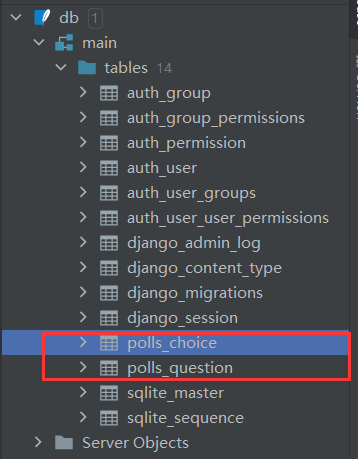 db 1
main
tables 14
auth_group
auth_group_permissions
auth_permission
auth_user
auth_user_groups
auth_user_user_permissions
django_admin_log
django_content_type
django_migrations
django_session
polls_choice
polls_question
sqlite_master
sqlite_sequence
Server Objects